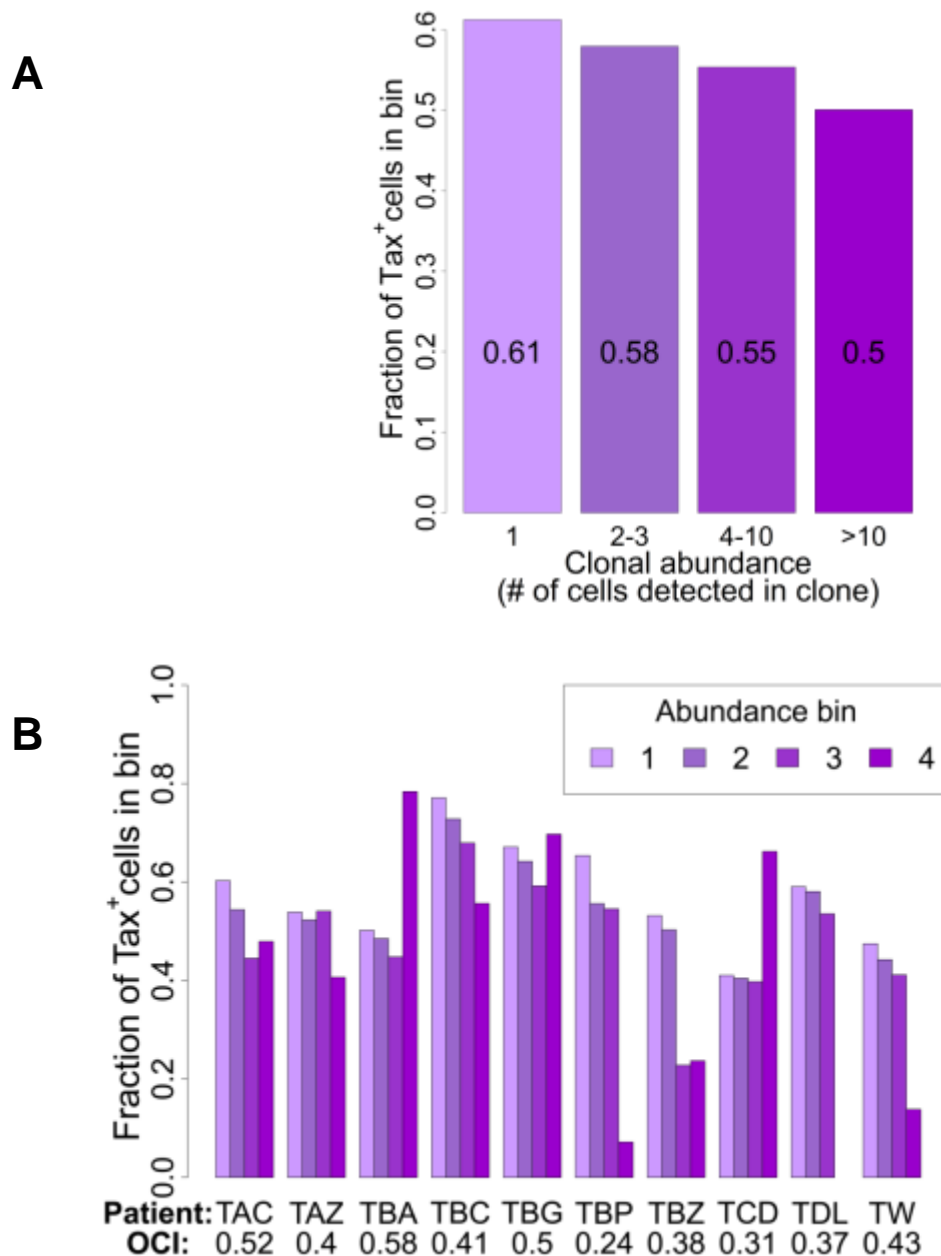 A
Fraction of Tax+cells in bin
0.0 0.1 0.2 0.3 0.4 0.5 0.6
0.61 0.58 0.55 0.5
1 2-3 4-10 >10
Clonal abundance
(# of cells detected in clone)
B
Fraction of Tax+cells in bin
0.0 0.2 0.4 0.6 0.8 1.0
Abundance bin
1 2 3 4
Patient: TAC TAZ TBA TBC TBG TBP TBZ TCD TDL TW
OCI: 0.52 0.4 0.58 0.41 0.5 0.24 0.38 0.31 0.37 0.43